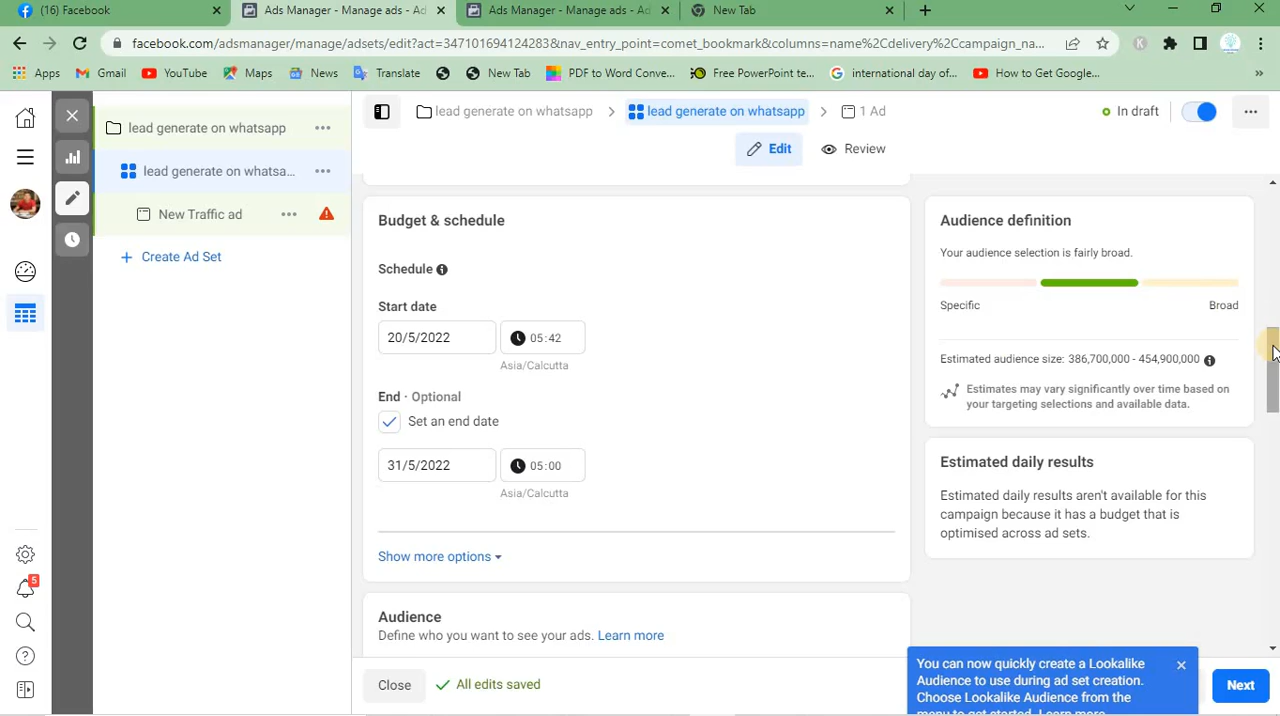 (16) Facebook
Ads Manager - Manage ads - Ad
Ads Manager - Manage ads - Ad
New Tab
facebook.com/adsmanager/manage/adsets/edit?act=347101694124283&nav_entry_point=comet_bookmark&columns=name%2Cdelivery%2Ccampaign_na...
K
Apps
Gmail
YouTube
Maps
News
Translate
New Tab
PDF to Word Conve...
Free PowerPoint te...
international day of...
How to Get Google...
»
lead generate on whatsapp
lead generate on whatsa...
New Traffic ad
+ Create Ad Set
5
lead generate on whatsapp
lead generate on whatsapp
1 Ad
In draft
Edit
Review
Budget & schedule
Schedule
Start date
20/5/2022
05:42
Asia/Calcutta
End · Optional
Set an end date
31/5/2022
05:00
Asia/Calcutta
Show more options
Audience
Define who you want to see your ads. Learn more
Close
All edits saved
Audience definition
Your audience selection is fairly broad.
Specific
Broad
Estimated audience size: 386,700,000 - 454,900,000
Estimates may vary significantly over time based on
your targeting selections and available data.
Estimated daily results
Estimated daily results aren't available for this
campaign because it has a budget that is
optimised across ad sets.
You can now quickly create a Lookalike
Audience to use during ad set creation.
Choose Lookalike Audience from the
menu to get started. Learn more
Next